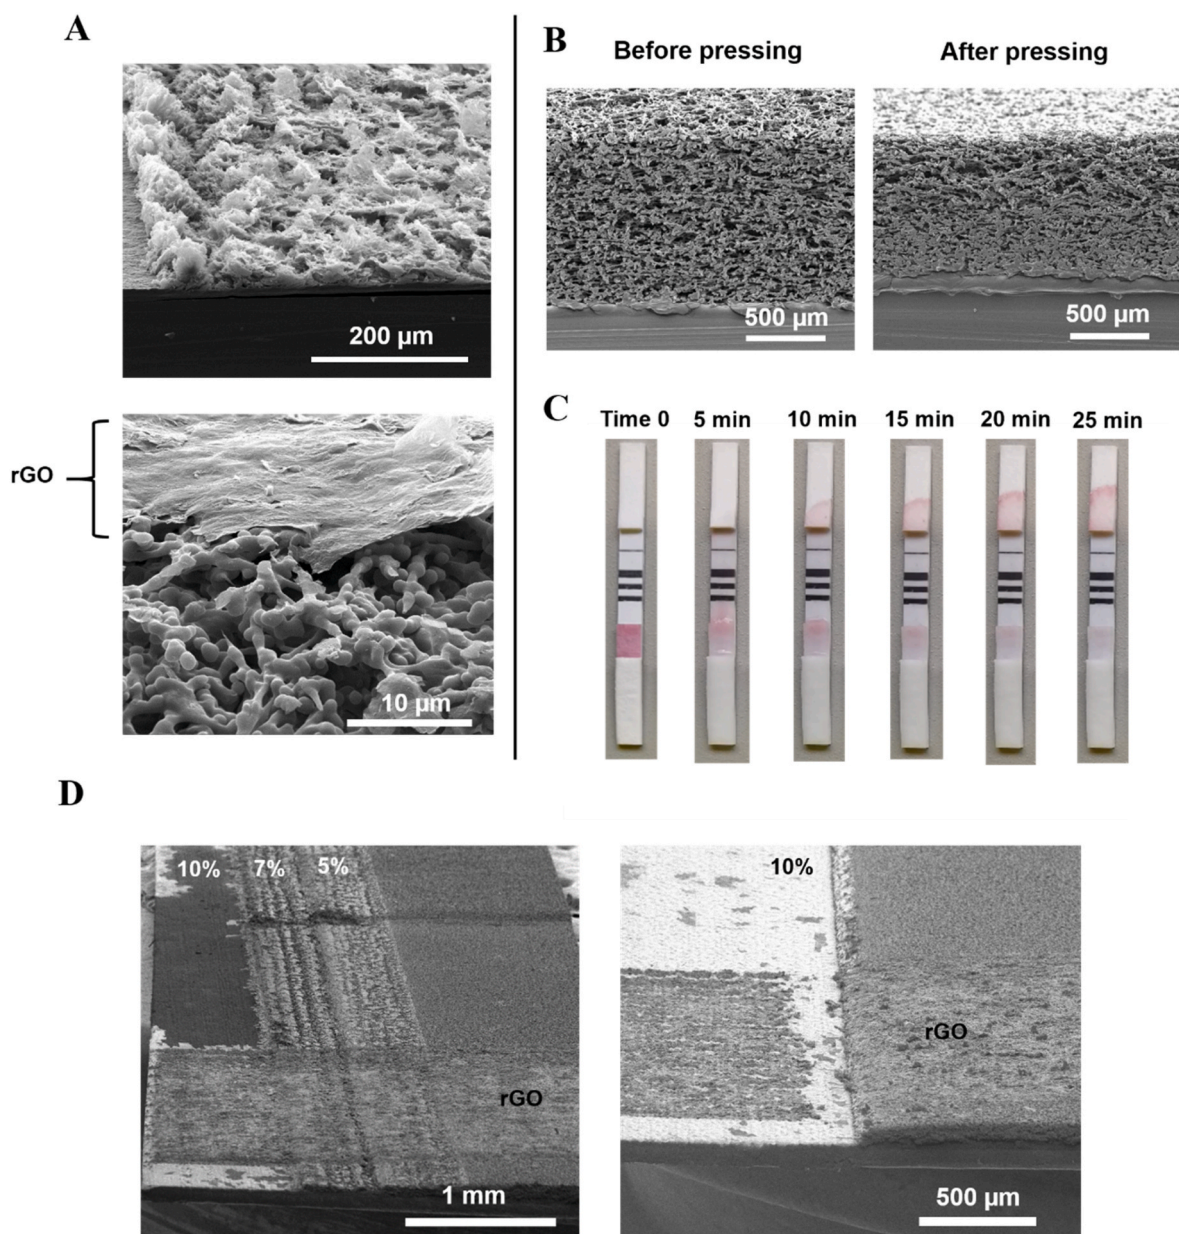 A
200 µm
rGO
10 µm
B
Before pressing
After pressing
500 µm
500 µm
C
Time 0
5 min
10 min
15 min
20 min
25 min
D
10%
7%
5%
rGO
1 mm
10%
rGO
500 µm